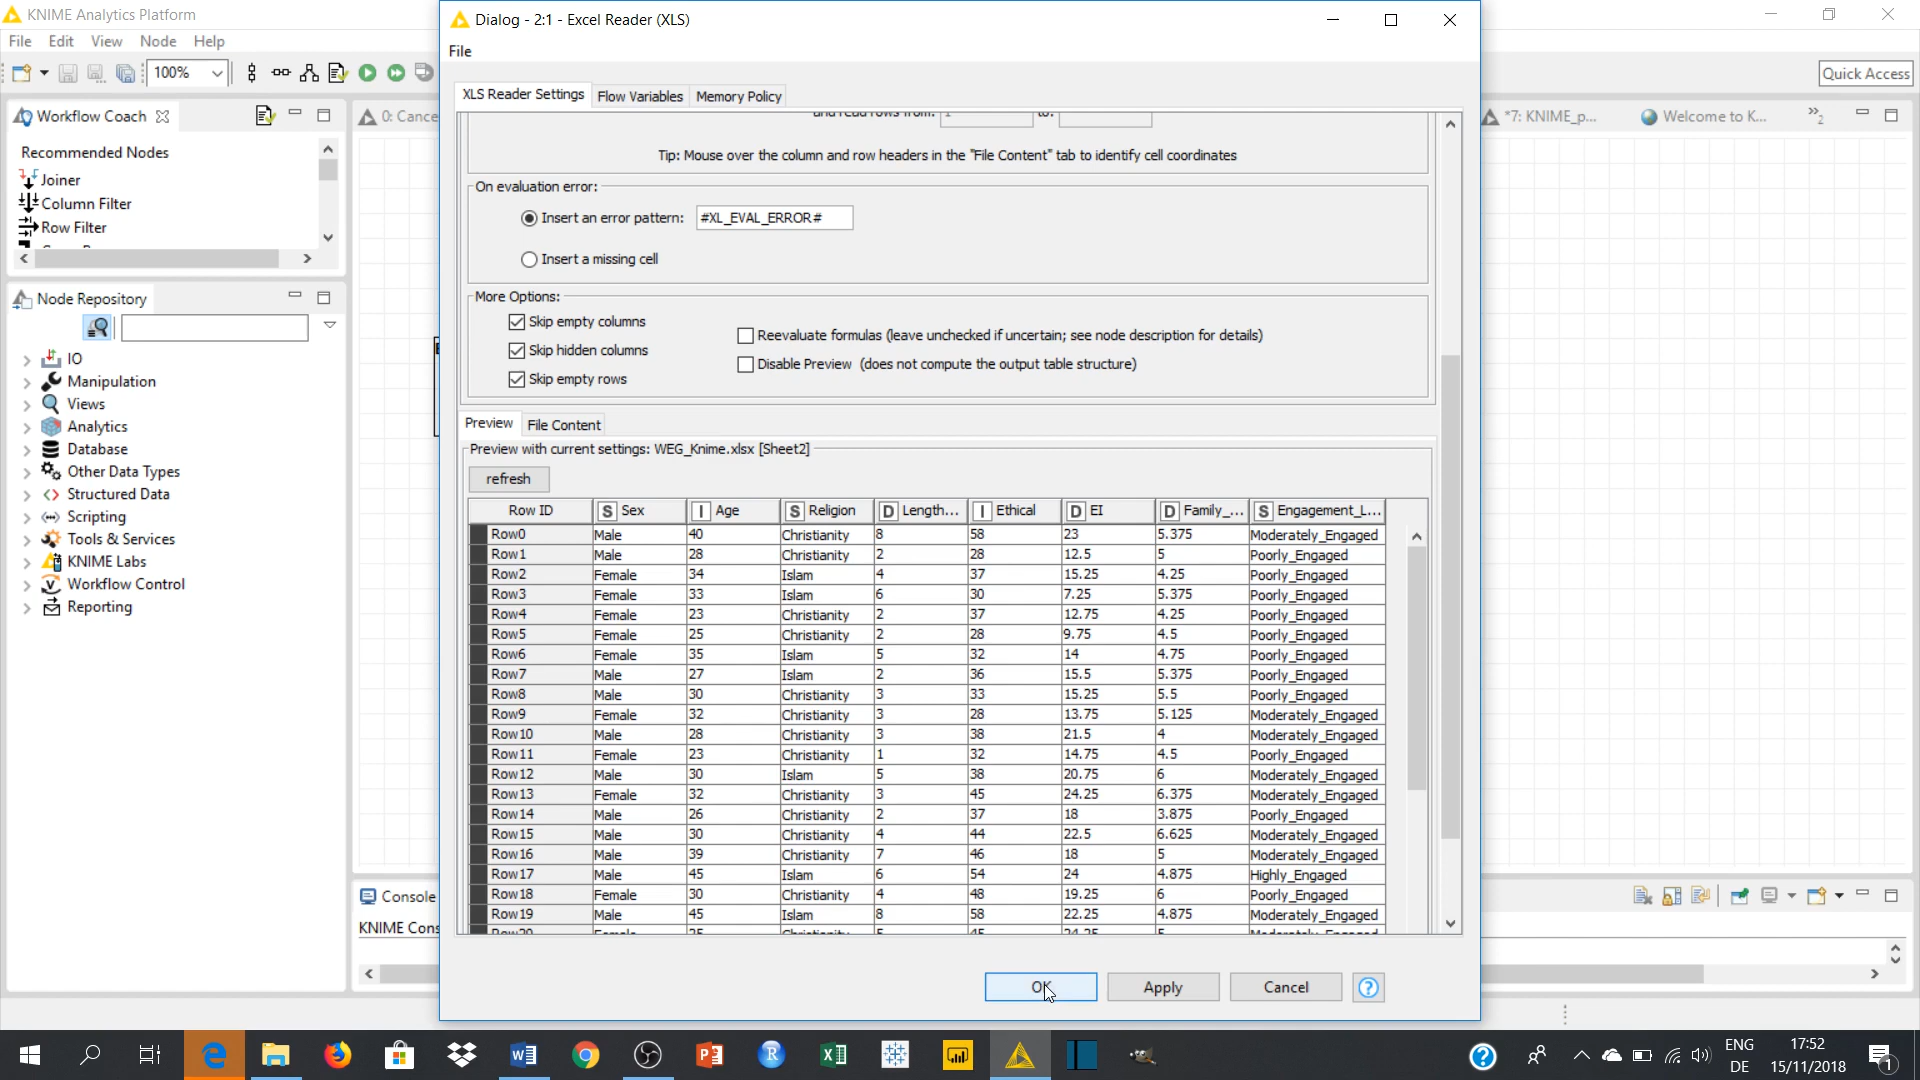 KNIME Analytics Platform
File Edit View Node Help
100%
Quick Access
Workflow Coach
Recommended Nodes
Joiner
Column Filter
Row Filter
Node Repository
IO
Manipulation
Views
Analytics
Database
Other Data Types
Structured Data
Scripting
Tools & Services
KNIME Labs
Workflow Control
Reporting
0: Cance
*7: KNIME_p...
Welcome to K...
»2
Console
KNIME Cons
Dialog - 2:1 - Excel Reader (XLS)
File
XLS Reader Settings Flow Variables Memory Policy
and read rows from: to:
Tip: Mouse over the column and row headers in the "File Content" tab to identify cell coordinates
On evaluation error:
Insert an error pattern: #XL_EVAL_ERROR#
Insert a missing cell
More Options:
Skip empty columns
Skip hidden columns
Skip empty rows
Reevaluate formulas (leave unchecked if uncertain; see node description for details)
Disable Preview (does not compute the output table structure)
Preview File Content
Preview with current settings: WEG_Knime.xlsx [Sheet2]
refresh
Row ID S Sex I Age S Religion D Length... I Ethical D EI D Family_... S Engagement_L...
Row0 Male 40 Christianity 8 58 23 5.375 Moderately_Engaged
Row1 Male 28 Christianity 2 28 12.5 5 Poorly_Engaged
Row2 Female 34 Islam 4 37 15.25 4.25 Poorly_Engaged
Row3 Female 33 Islam 6 30 7.25 5.375 Poorly_Engaged
Row4 Female 23 Christianity 2 37 12.75 4.25 Poorly_Engaged
Row5 Female 25 Christianity 2 28 9.75 4.5 Poorly_Engaged
Row6 Female 35 Islam 5 32 14 4.75 Poorly_Engaged
Row7 Male 27 Islam 2 36 15.5 5.375 Poorly_Engaged
Row8 Male 30 Christianity 3 33 15.25 5.5 Poorly_Engaged
Row9 Female 32 Christianity 3 28 13.75 5.125 Moderately_Engaged
Row10 Male 28 Christianity 3 38 21.5 4 Moderately_Engaged
Row11 Female 23 Christianity 1 32 14.75 4.5 Poorly_Engaged
Row12 Male 30 Islam 5 38 20.75 6 Moderately_Engaged
Row13 Female 32 Christianity 3 45 24.25 6.375 Moderately_Engaged
Row14 Male 26 Christianity 2 37 18 3.875 Poorly_Engaged
Row15 Male 30 Christianity 4 44 22.5 6.625 Moderately_Engaged
Row16 Male 39 Christianity 7 46 18 5 Moderately_Engaged
Row17 Male 45 Islam 6 54 24 4.875 Highly_Engaged
Row18 Female 30 Christianity 4 48 19.25 6 Poorly_Engaged
Row19 Male 45 Islam 8 58 22.25 4.875 Moderately_Engaged
OK Apply Cancel
ENG 17:52
DE 15/11/2018
1